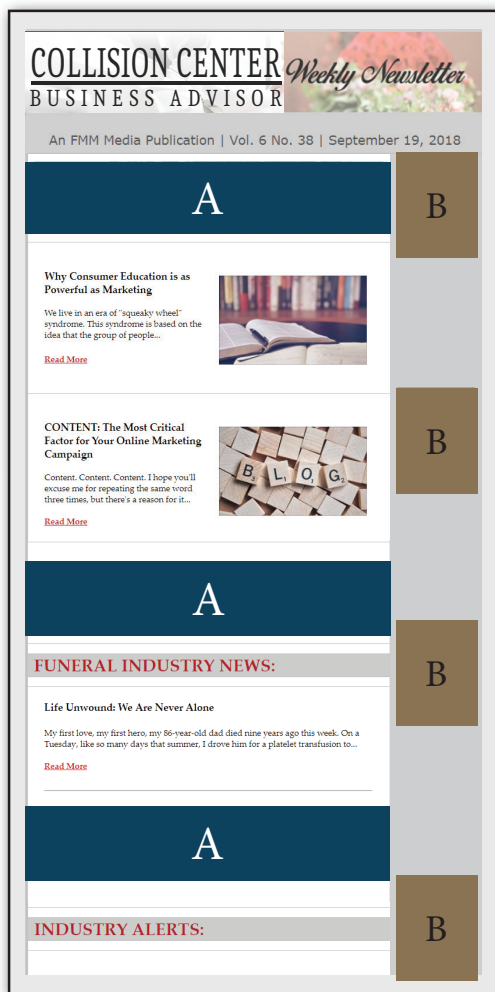 COLLISION CENTER
BUSINESS ADVISOR
Weekly Newsletter
An FMM Media Publication | Vol. 6 No. 38 | September 19, 2018
A
B
Why Consumer Education is as
Powerful as Marketing
We live in an era of "squeaky wheel"
syndrome. This syndrome is based on the
idea that the group of people...
Read More
B
CONTENT: The Most Critical
Factor for Your Online Marketing
Campaign
Content. Content. Content. I hope you'll
excuse me for repeating the same word
three times, but there's a reason for it...
Read More
B L O G
A
B
FUNERAL INDUSTRY NEWS:
Life Unwound: We Are Never Alone
My first love, my first hero, my 86-year-old dad died nine years ago this week. On a
Tuesday, like so many days that summer, I drove him for a platelet transfusion to...
Read More
A
B
INDUSTRY ALERTS: